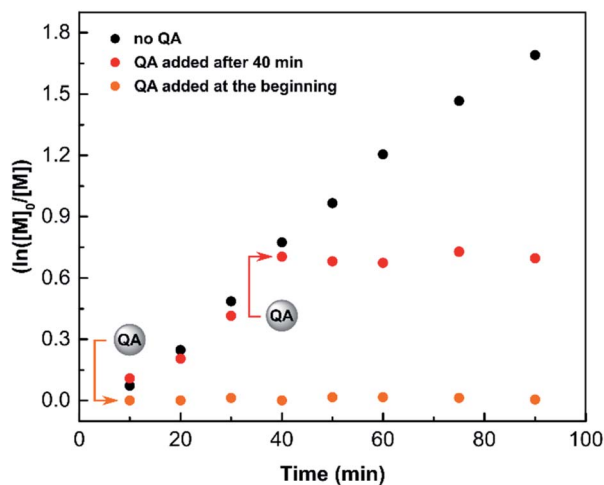 no QA
QA added after 40 min
QA added at the beginning
(ln([M]₀/[M])
1.8
1.5
1.2
0.9
0.6
0.3
0.0
QA
QA
0 20 40 60 80 100
Time (min)